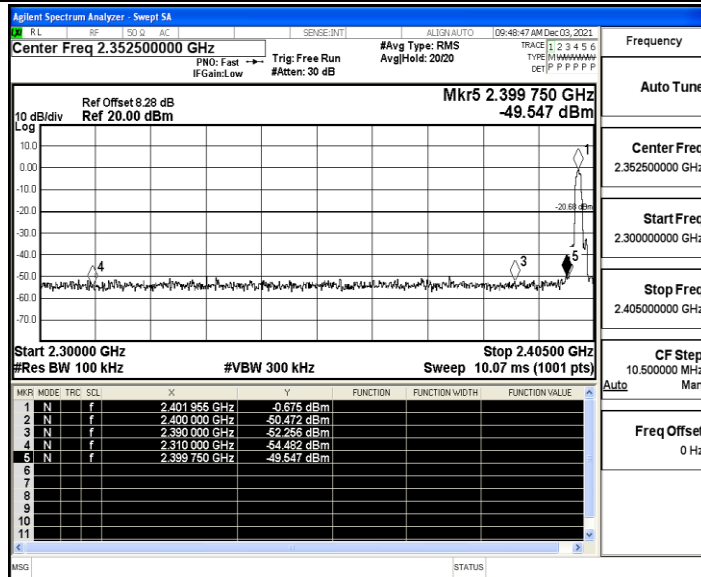 Agilent Spectrum Analyzer - Swept SA
RL RF 50 Ω AC SENSE:INT ALIGN AUTO 09:48:47 AM Dec 03, 2021
Center Freq 2.352500000 GHz
PNO: Fast Trig: Free Run
IFGain:Low #Atten: 30 dB
#Avg Type: RMS
Avg|Hold: 20/20
TRACE 1 2 3 4 5 6
TYPE M W W W W W
DET P P P P P P
Ref Offset 8.28 dB
10 dB/div Ref 20.00 dBm
Log
Mkr5 2.399 750 GHz
-49.547 dBm
10.0
0.00
-10.0
-20.0
-30.0
-40.0
-50.0
-60.0
-70.0
1
-20.68 dBm
3
5
4
Start 2.30000 GHz Stop 2.40500 GHz
#Res BW 100 kHz #VBW 300 kHz Sweep 10.07 ms (1001 pts)
MKR MODE TRC SCL X Y FUNCTION FUNCTION WIDTH FUNCTION VALUE
1 N f 2.401 955 GHz -0.675 dBm
2 N f 2.400 000 GHz -50.472 dBm
3 N f 2.390 000 GHz -52.256 dBm
4 N f 2.310 000 GHz -54.482 dBm
5 N f 2.399 750 GHz -49.547 dBm
6
7
8
9
10
11
MSG STATUS
Frequency
Auto Tune
Center Freq
2.352500000 GHz
Start Freq
2.300000000 GHz
Stop Freq
2.405000000 GHz
CF Step
10.500000 MHz
Auto Man
Freq Offset
0 Hz